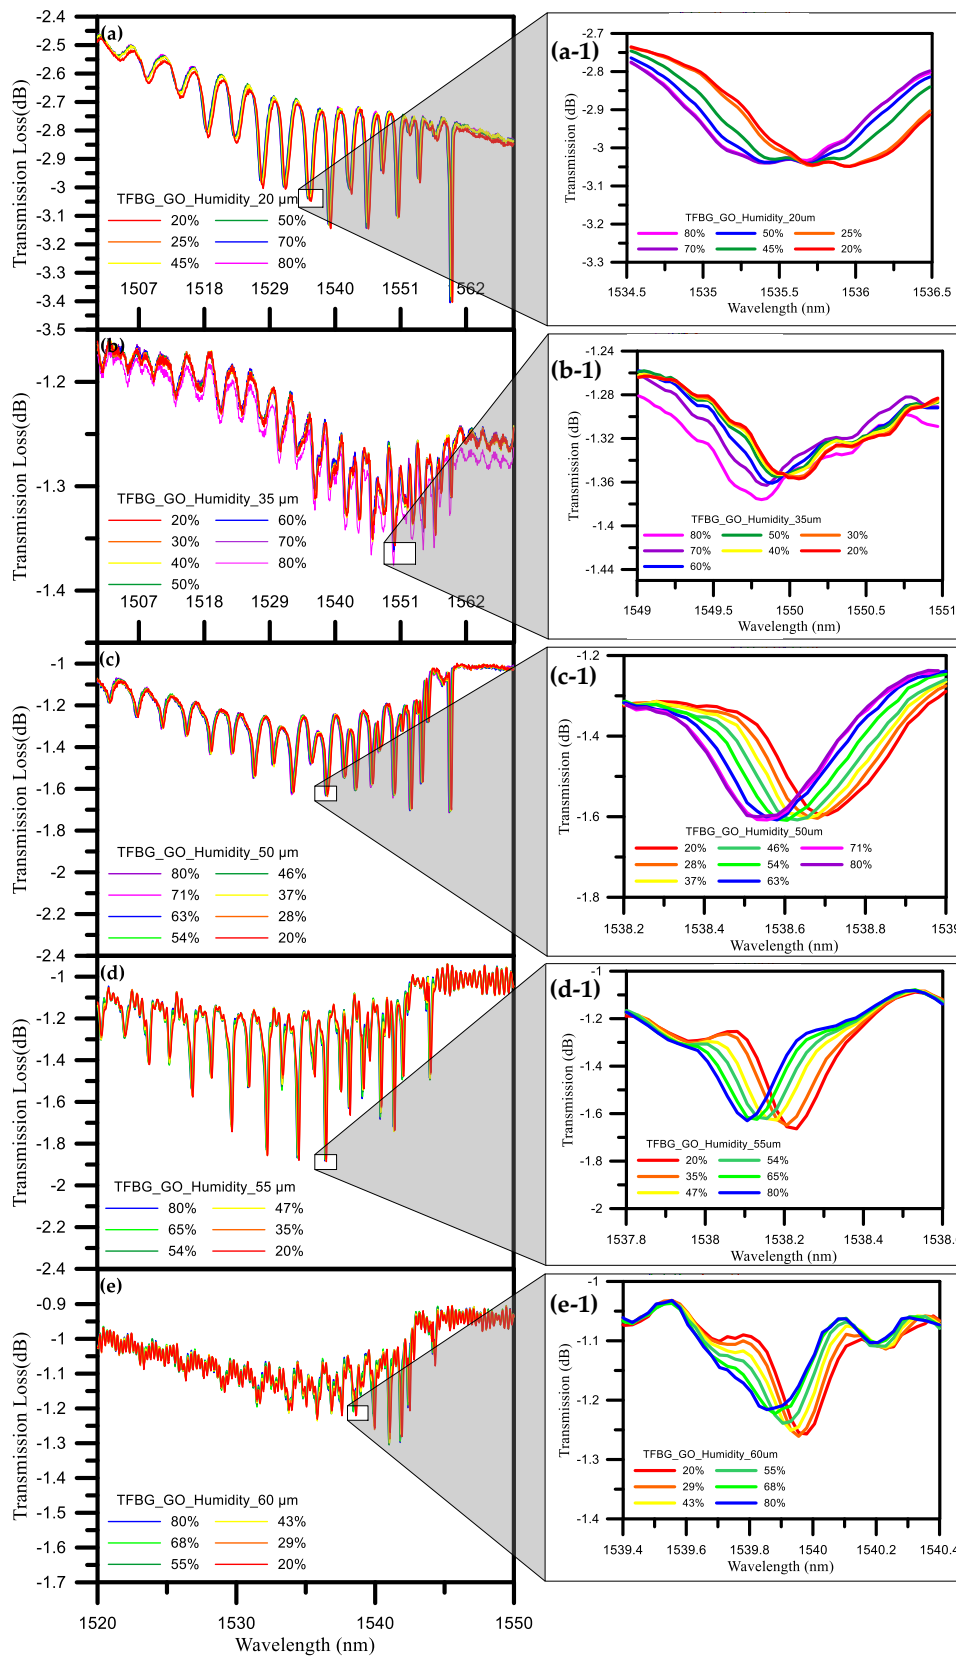 (a)
Transmission Loss(dB)
-2.4
-2.5
-2.6
-2.7
-2.8
-2.9
-3
-3.1
-3.2
-3.3
-3.4
-3.5
TFBG_GO_Humidity_20 μm
20% 50%
25% 70%
45% 80%
1507 1518 1529 1540 1551 1562
(a-1)
Transmission (dB)
-2.7
-2.8
-2.9
-3
-3.1
-3.2
-3.3
TFBG_GO_Humidity_20um
80% 50% 25%
70% 45% 20%
1534.5 1535 1535.5 1536 1536.5
Wavelength (nm)
(b)
Transmission Loss(dB)
-1.2
-1.3
-1.4
TFBG_GO_Humidity_35 μm
20% 60%
30% 70%
40% 80%
50%
1507 1518 1529 1540 1551 1562
(b-1)
Transmission (dB)
-1.24
-1.28
-1.32
-1.36
-1.4
-1.44
TFBG_GO_Humidity_35um
80% 50% 30%
70% 40% 20%
60%
1549 1549.5 1550 1550.5 1551
Wavelength (nm)
(c)
Transmission Loss(dB)
-1
-1.2
-1.4
-1.6
-1.8
-2
-2.2
-2.4
TFBG_GO_Humidity_50 μm
80% 46%
71% 37%
63% 28%
54% 20%
(c-1)
Transmission (dB)
-1.2
-1.4
-1.6
-1.8
TFBG_GO_Humidity_50um
20% 46% 71%
28% 54% 80%
37% 63%
1538.2 1538.4 1538.6 1538.8 1539
Wavelength (nm)
(d)
Transmission Loss(dB)
-1
-1.2
-1.4
-1.6
-1.8
-2
-2.2
-2.4
TFBG_GO_Humidity_55 μm
80% 47%
65% 35%
54% 20%
(d-1)
Transmission (dB)
-1
-1.2
-1.4
-1.6
-1.8
-2
TFBG_GO_Humidity_55um
20% 54%
35% 65%
47% 80%
1537.8 1538 1538.2 1538.4 1538.6
Wavelength (nm)
(e)
Transmission Loss(dB)
-0.9
-1
-1.1
-1.2
-1.3
-1.4
-1.5
-1.6
-1.7
TFBG_GO_Humidity_60 μm
80% 43%
68% 29%
55% 20%
1520 1530 1540 1550
Wavelength (nm)
(e-1)
Transmission (dB)
-1
-1.1
-1.2
-1.3
-1.4
TFBG_GO_Humidity_60um
20% 55%
29% 68%
43% 80%
1539.4 1539.6 1539.8 1540 1540.2 1540.4
Wavelength (nm)